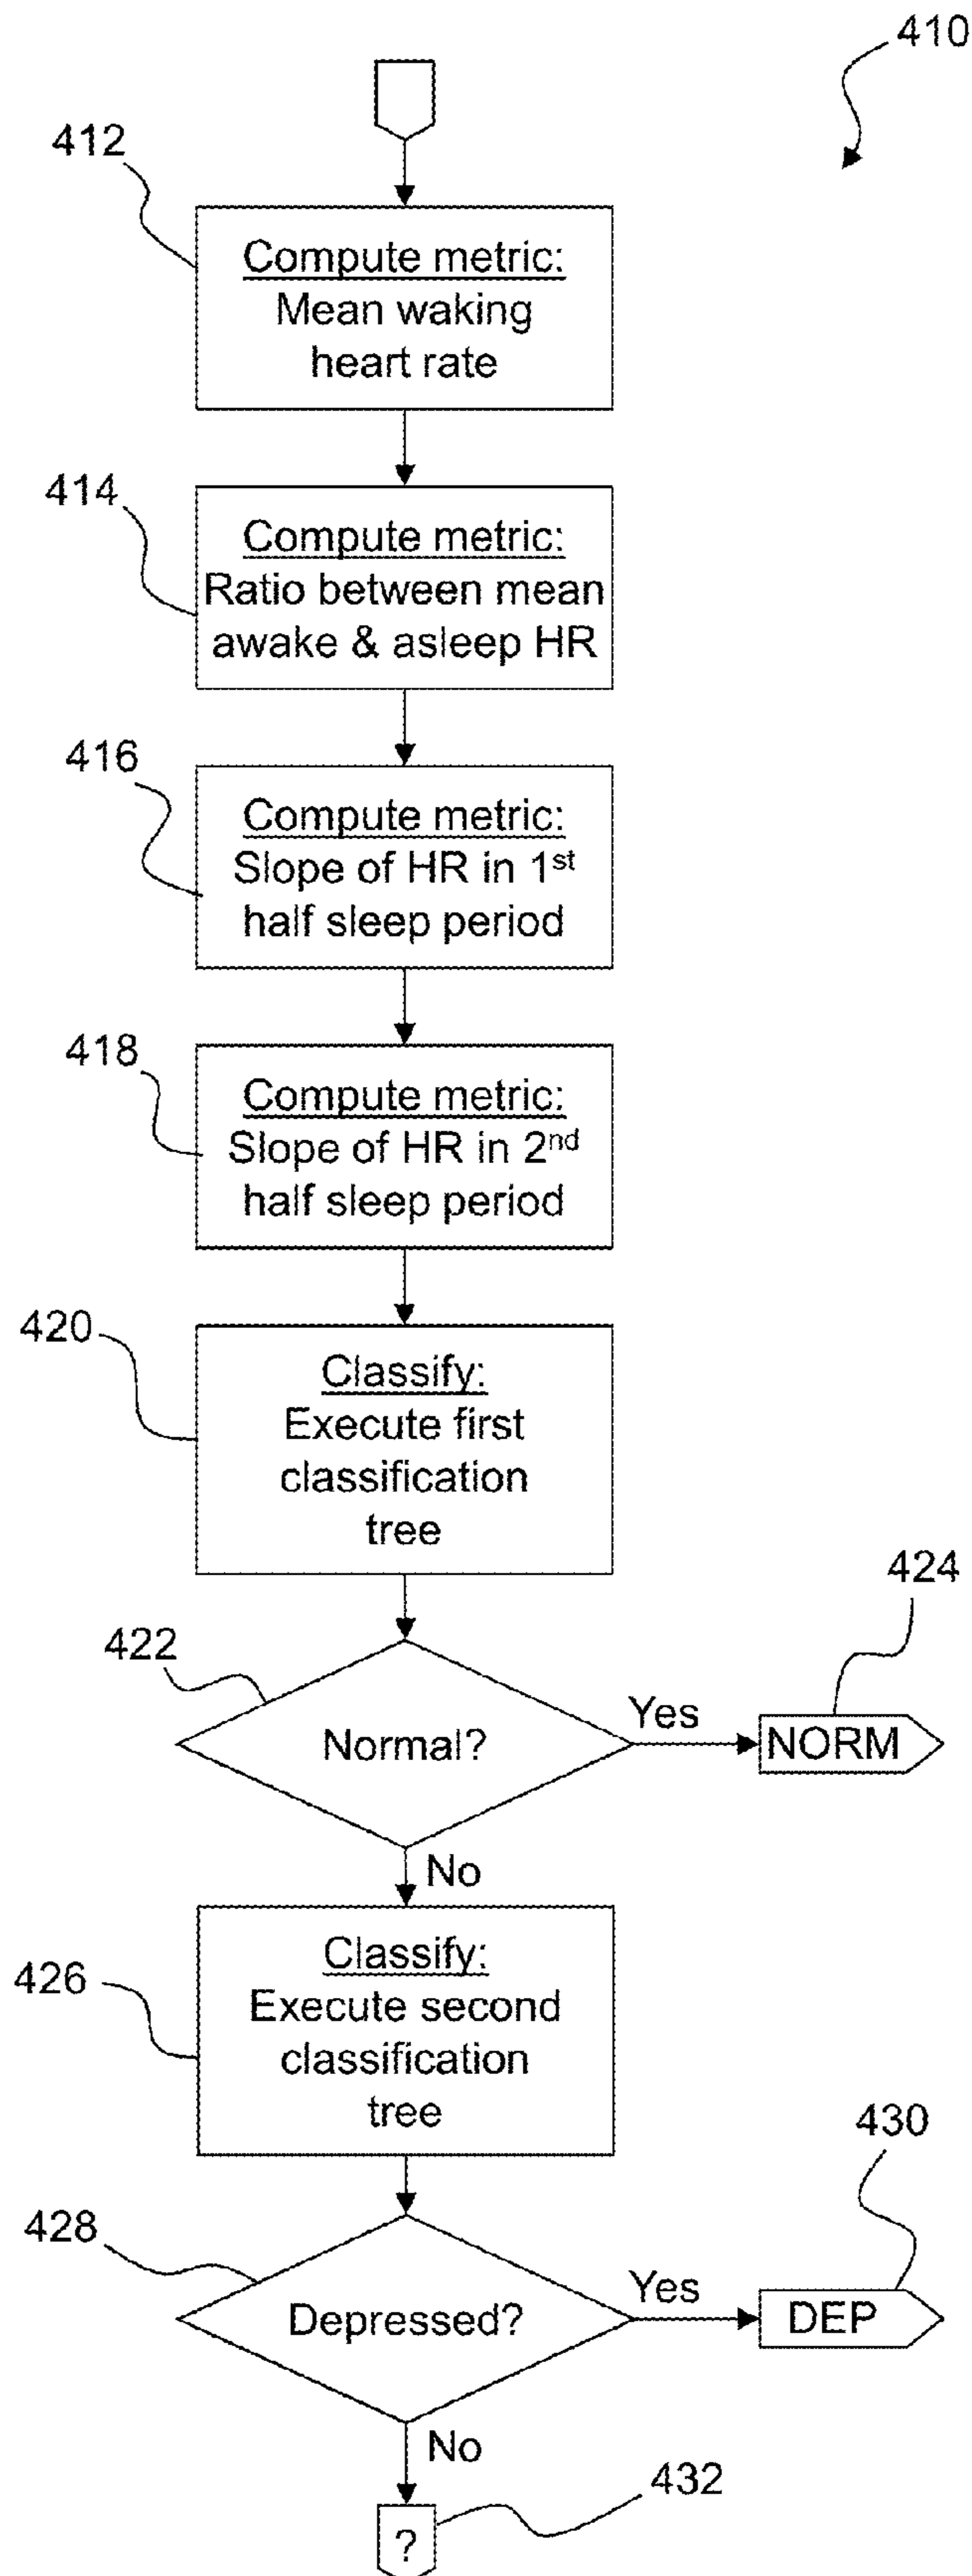 410
412
Compute metric:
Mean waking
heart rate
414
Compute metric:
Ratio between mean
awake & asleep HR
416
Compute metric:
Slope of HR in 1st
half sleep period
418
Compute metric:
Slope of HR in 2nd
half sleep period
420
Classify:
Execute first
classification
tree
422
Normal?
Yes
424
NORM
No
426
Classify:
Execute second
classification
tree
428
Depressed?
Yes
430
DEP
No
432
?